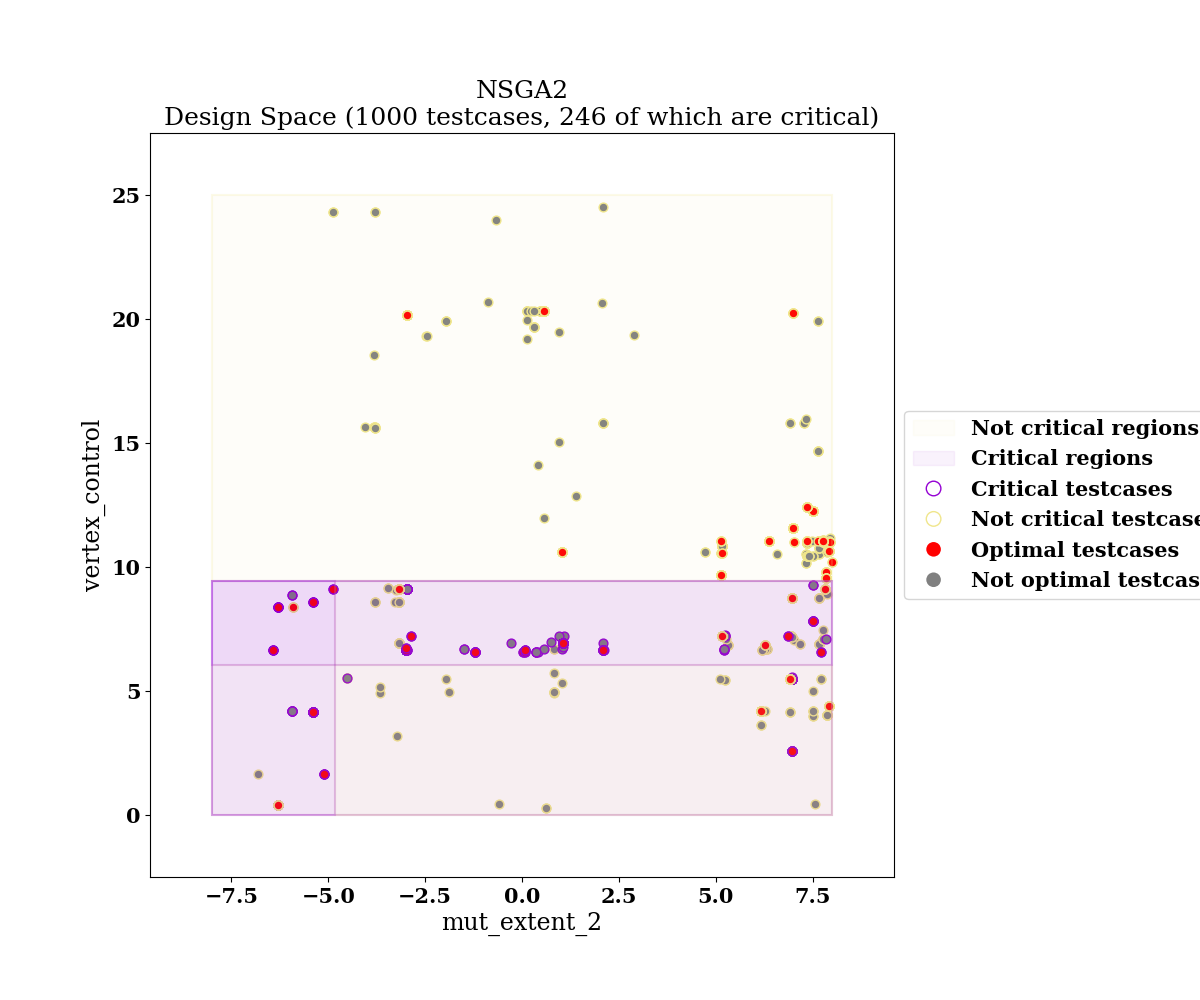 NSGA2
Design Space (1000 testcases, 246 of which are critical)
25
20
15
10
5
0
vertex_control
−7.5
−5.0
−2.5
0.0
2.5
5.0
7.5
mut_extent_2
Not critical regions
Critical regions
Critical testcases
Not critical testcase
Optimal testcases
Not optimal testcas